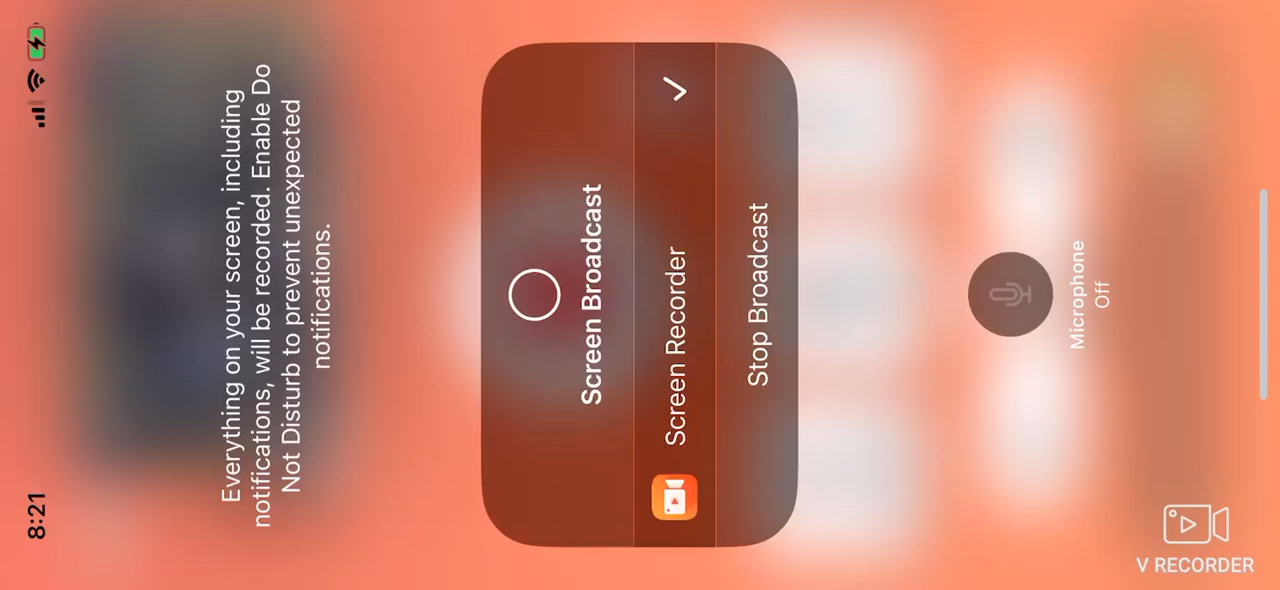 8:21
Everything on your screen, including
notifications, will be recorded. Enable Do
Not Disturb to prevent unexpected
notifications.
Screen Broadcast
Screen Recorder
Stop Broadcast
Microphone
Off
V RECORDER